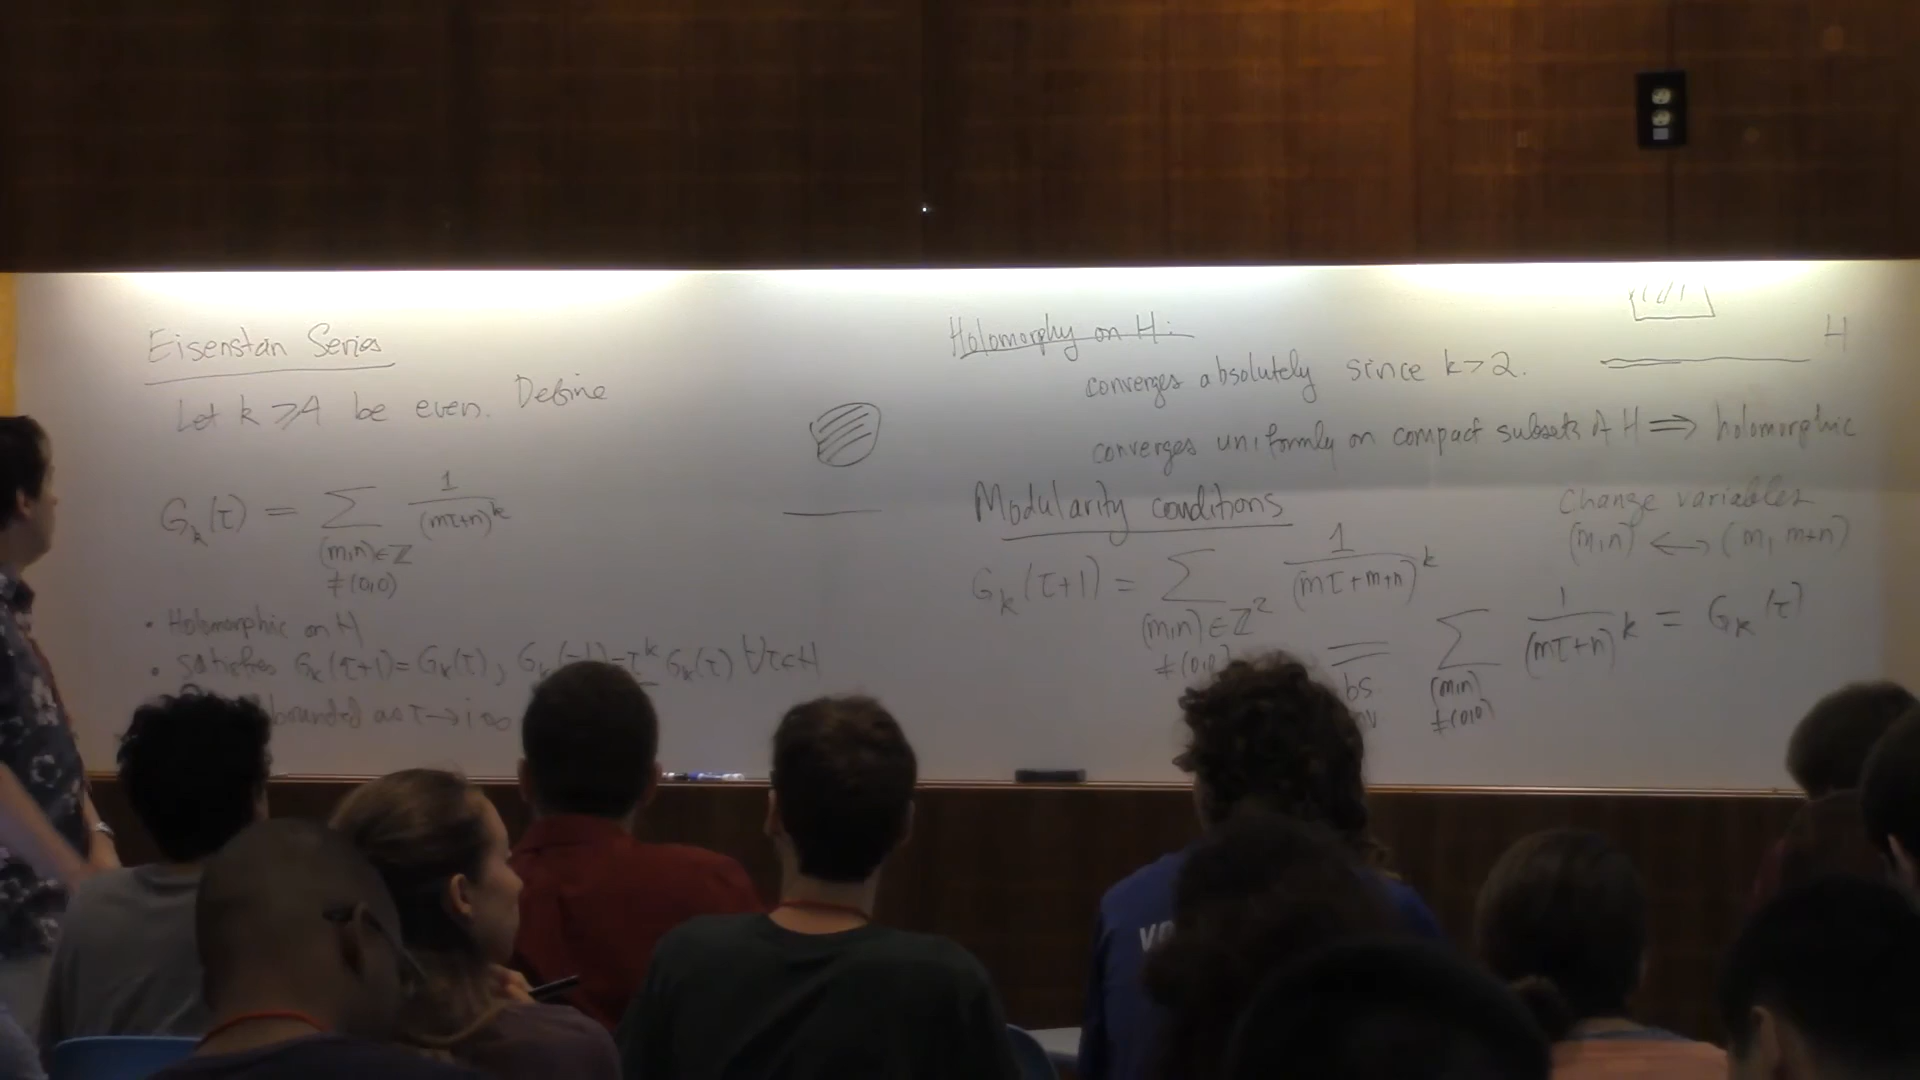 Eisenstan Series
Let k ≥ 4 be even. Define
G_k(τ) = ∑ 1/(mτ+n)^k
(m,n)∈ℤ
≠(0,0)
• Holomorphic on H
• satisfies G_k(τ+1)=G_k(τ), G_k(-1)=τ^k G_k(τ) ∀τ∈H
bounded as τ→i∞
Holomorphy on H:
converges absolutely since k>2.
converges uniformly on compact subsets of H ⟹ holomorphic
H
Modularity conditions
Change variables
(m,n) ⟷ (m, m+n)
G_k(τ+1) = ∑ 1/(mτ+m+n)^k
(m,n)∈ℤ²
≠(0,0)
= ∑ 1/(mτ+n)^k = G_k(τ)
(m,n)
≠(0,0)